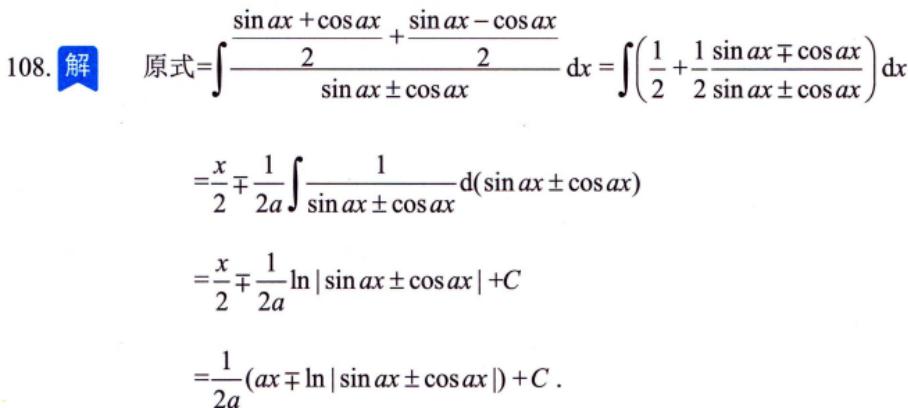 108. 解 原式=∫ ((sin ax + cos ax)/2 + (sin ax − cos ax)/2)/(sin ax ± cos ax) dx = ∫(1/2 + 1/2 (sin ax ∓ cos ax)/(sin ax ± cos ax)) dx
=x/2 ∓ 1/(2a) ∫ 1/(sin ax ± cos ax) d(sin ax ± cos ax)
=x/2 ∓ 1/(2a) ln | sin ax ± cos ax | +C
=1/(2a) (ax ∓ ln | sin ax ± cos ax |) +C .